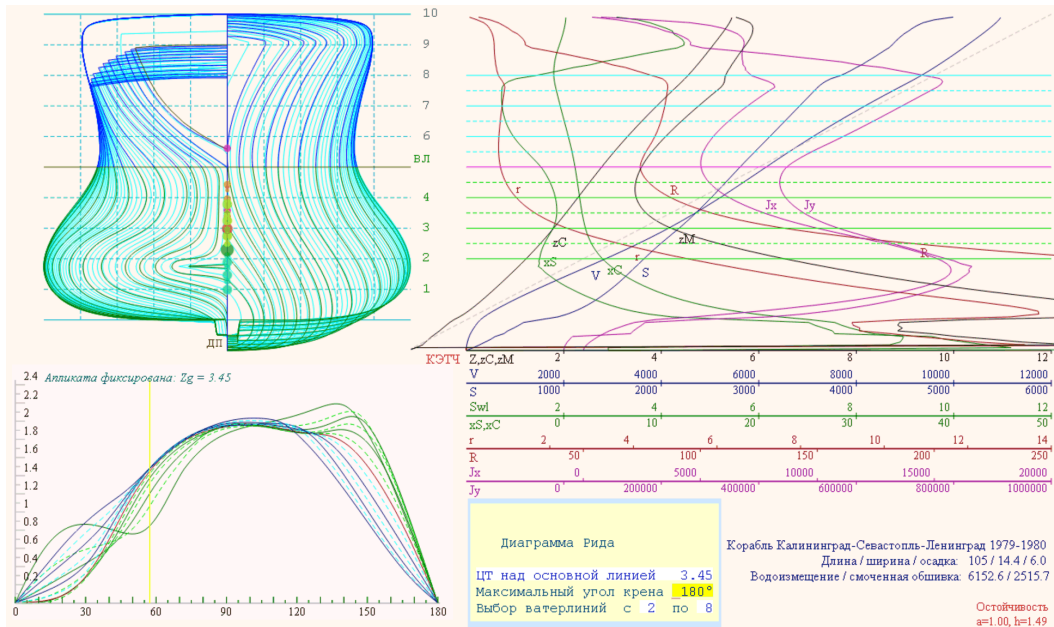 10
9
8
7
6
ВЛ
4
3
2
1
ДП
r
R
Jx
Jy
zC
zM
xS
r
R
V
xC
S
КЭТЧ Z,zC,zM 2 4 6 8 10 12
V 2000 4000 6000 8000 10000 12000
S 1000 2000 3000 4000 5000 6000
Swl 2 4 6 8 10 12
xS,xC 0 10 20 30 40 50
r 2 4 6 8 10 12 14
R 50 100 150 200 250
Jx 0 5000 10000 15000 20000
Jy 0 200000 400000 600000 800000 1000000
2.4 Апликата фиксирована: Zg = 3.45
2.2
2
1.8
1.6
1.4
1.2
1
0.8
0.6
0.4
0.2
0 30 60 90 120 150 180
Диаграмма Рида
ЦТ над основной линией 3.45
Максимальный угол крена _180°
Выбор ватерлиний с 2 по 8
Корабль Калининград-Севастопль-Ленинград 1979-1980
Длина / ширина / осадка: 105 / 14.4 / 6.0
Водоизмещение / смоченная обшивка: 6152.6 / 2515.7
Остойчивость
a=1.00, h=1.49